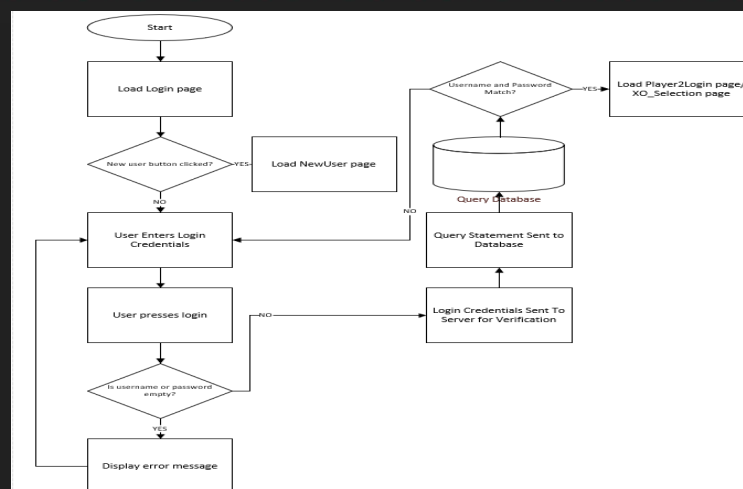 Start
Load Login page
New user button clicked?
YES
Load NewUser page
NO
User Enters Login
Credentials
User presses login
Is username or password
empty?
YES
Display error message
NO
Login Credentials Sent To
Server for Verification
Query Statement Sent to
Database
Query Database
Username and Password
Match?
NO
YES
Load Player2Login page/
XO_Selection page